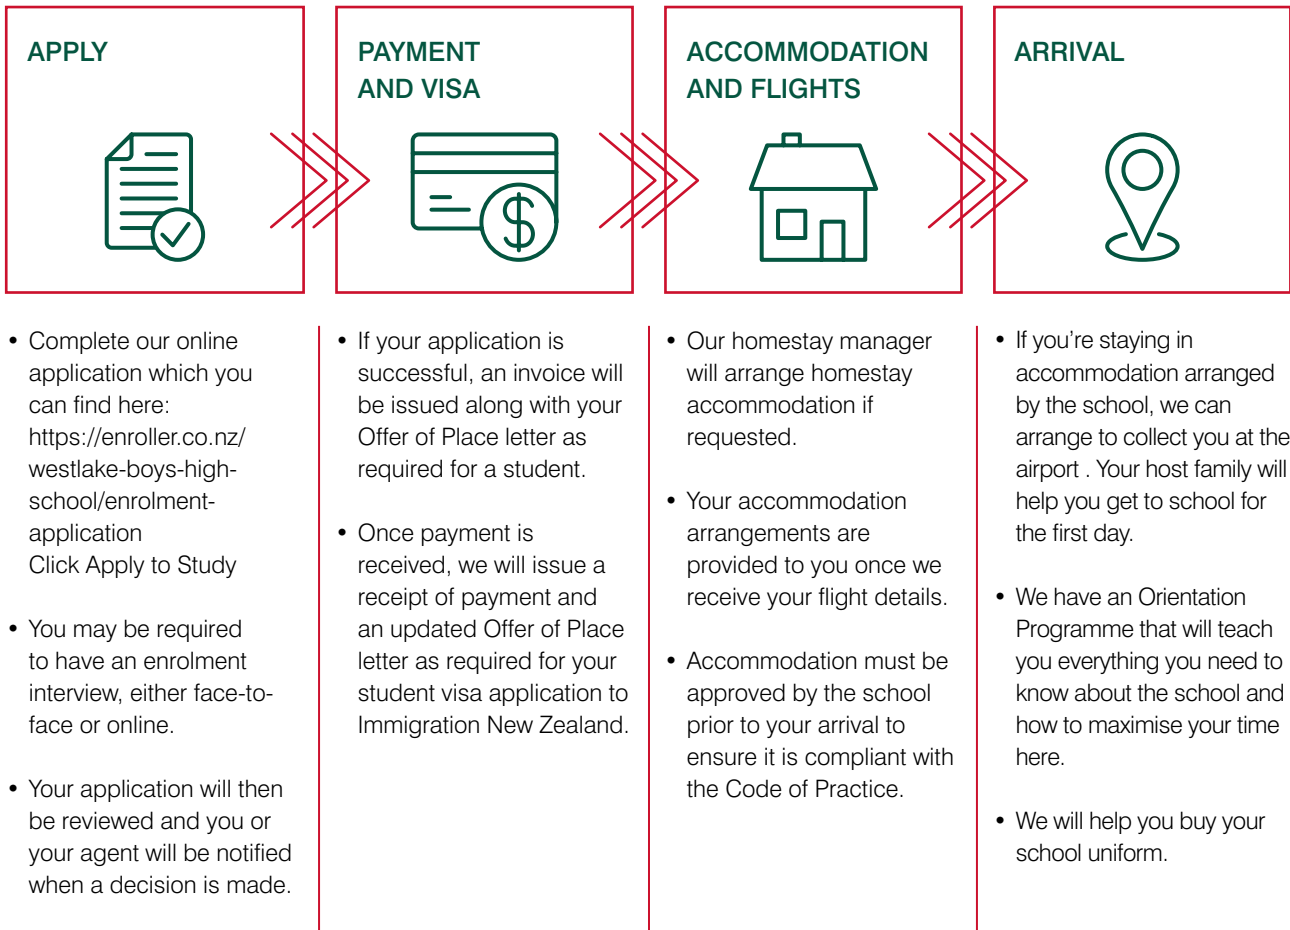 APPLY
• Complete our online
application which you
can find here:
https://enroller.co.nz/
westlake-boys-high-
school/enrolment-
application
Click Apply to Study
• You may be required
to have an enrolment
interview, either face-to-
face or online.
• Your application will then
be reviewed and you or
your agent will be notified
when a decision is made.
PAYMENT
AND VISA
$
• If your application is
successful, an invoice will
be issued along with your
Offer of Place letter as
required for a student.
• Once payment is
received, we will issue a
receipt of payment and
an updated Offer of Place
letter as required for your
student visa application to
Immigration New Zealand.
ACCOMMODATION
AND FLIGHTS
• Our homestay manager
will arrange homestay
accommodation if
requested.
• Your accommodation
arrangements are
provided to you once we
receive your flight details.
• Accommodation must be
approved by the school
prior to your arrival to
ensure it is compliant with
the Code of Practice.
ARRIVAL
• If you’re staying in
accommodation arranged
by the school, we can
arrange to collect you at the
airport . Your host family will
help you get to school for
the first day.
• We have an Orientation
Programme that will teach
you everything you need to
know about the school and
how to maximise your time
here.
• We will help you buy your
school uniform.